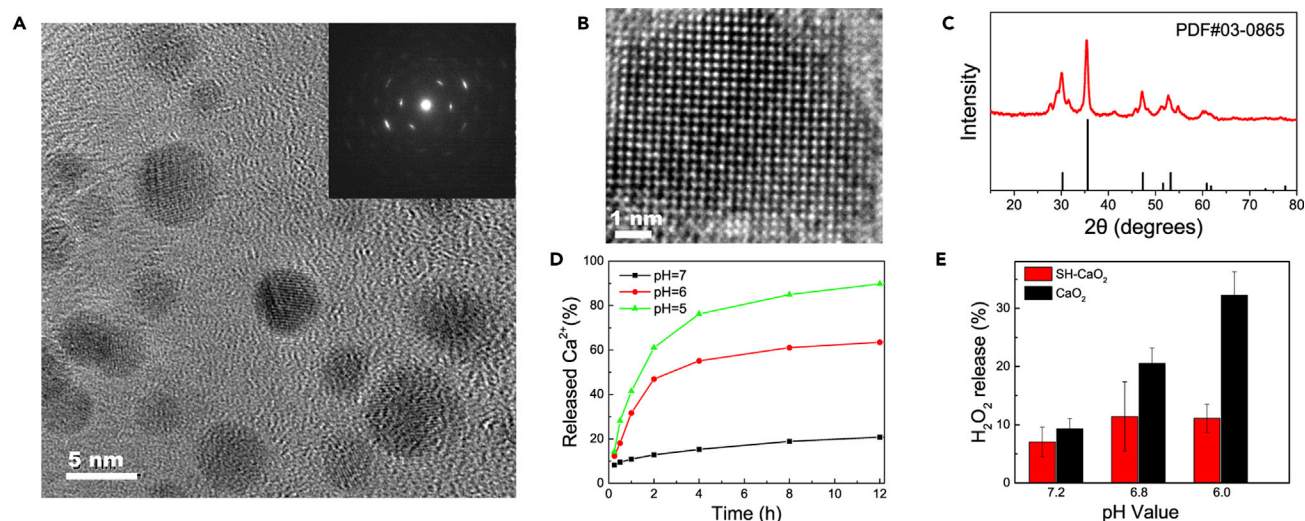 A
5 nm
B
1 nm
C
PDF#03-0865
Intensity
20 30 40 50 60 70 80
2θ (degrees)
D
100
80
60
40
20
0
pH=7
pH=6
pH=5
Released Ca²⁺(%)
0 2 4 6 8 10 12
Time (h)
E
30
20
10
0
SH-CaO₂
CaO₂
H₂O₂ release (%)
7.2 6.8 6.0
pH Value